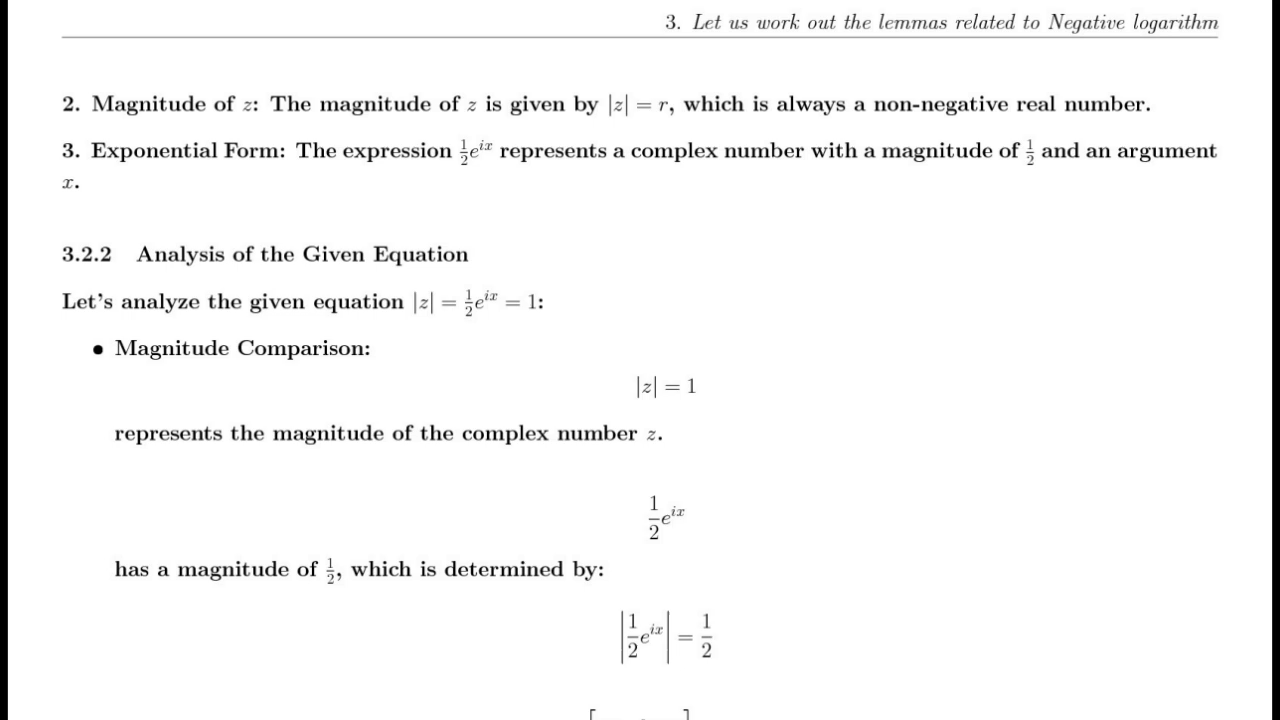 3. Let us work out the lemmas related to Negative logarithm
2. Magnitude of z: The magnitude of z is given by |z| = r, which is always a non-negative real number.
3. Exponential Form: The expression ½e^{ix} represents a complex number with a magnitude of ½ and an argument
x.
3.2.2 Analysis of the Given Equation
Let's analyze the given equation |z| = ½e^{ix} = 1:
• Magnitude Comparison:
|z| = 1
represents the magnitude of the complex number z.
½e^{ix}
has a magnitude of ½, which is determined by:
|½e^{ix}| = ½